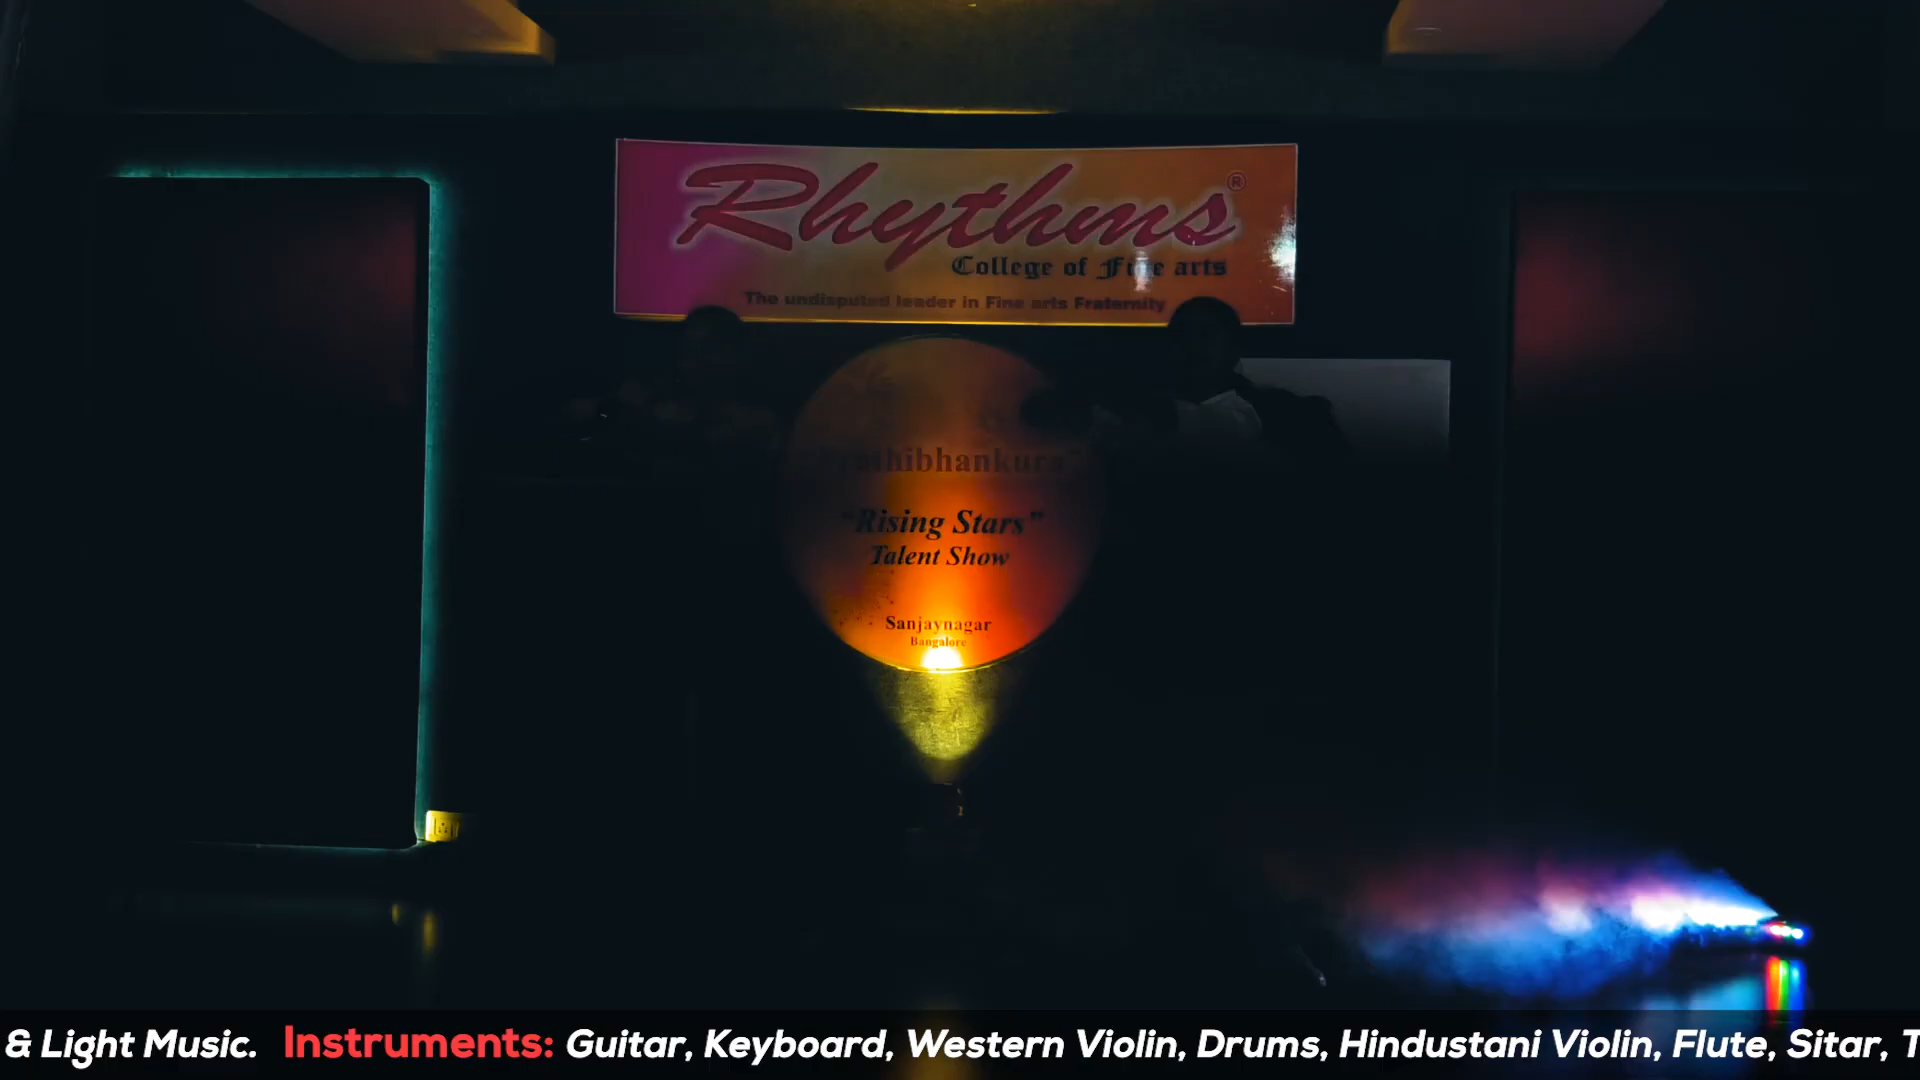 Rhythms®
College of Fine arts
The undisputed leader in Fine arts Fraternity
"Rising Stars"
Talent Show
Sanjaynagar
Bangalore
& Light Music. Instruments: Guitar, Keyboard, Western Violin, Drums, Hindustani Violin, Flute, Sitar,